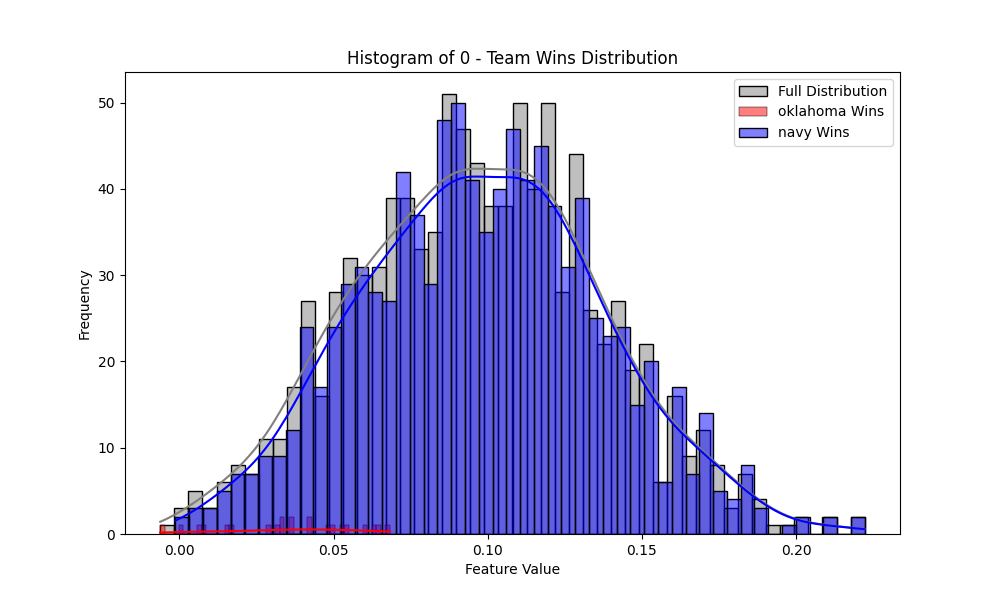 Histogram of 0 - Team Wins Distribution
Full Distribution
oklahoma Wins
navy Wins
Frequency
50
40
30
20
10
0
0.00 0.05 0.10 0.15 0.20
Feature Value